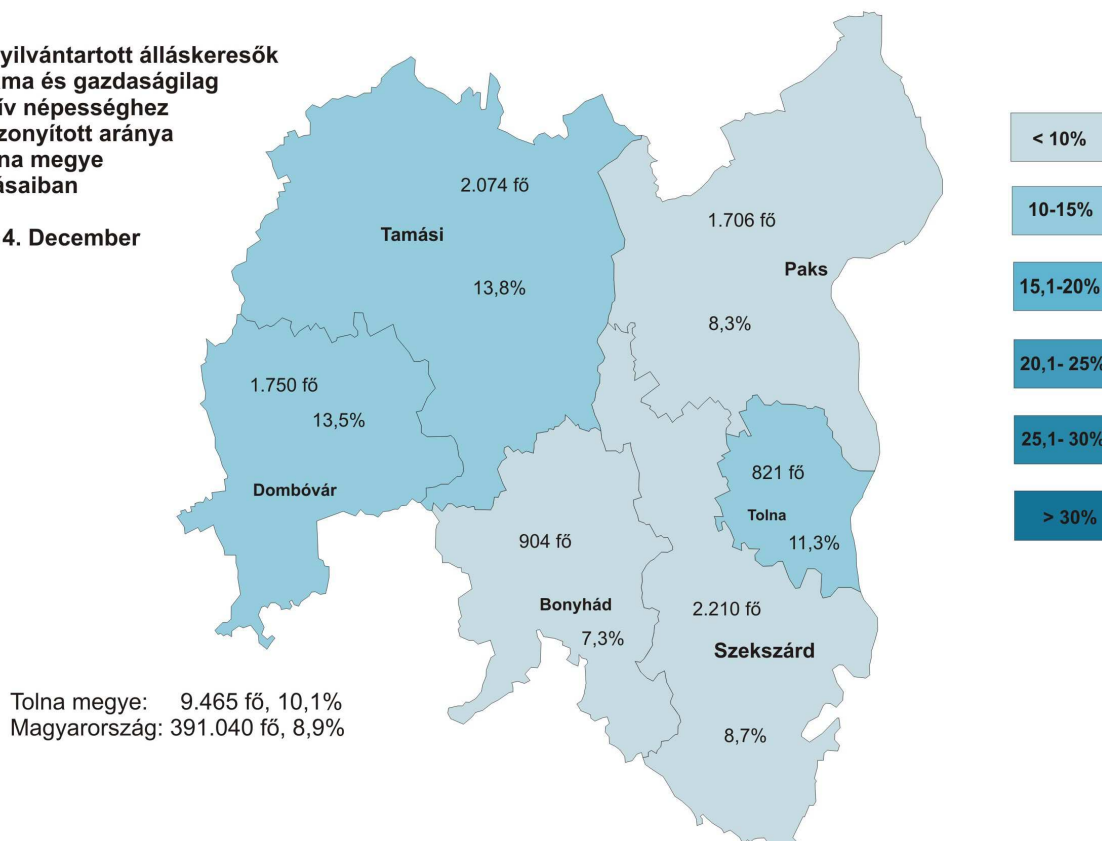 yilvántartott álláskeresők
ma és gazdaságilag
ív népességhez
zonyított aránya
na megye
ásaiban
4. December
2.074 fő
Tamási
13,8%
1.706 fő
Paks
8,3%
1.750 fő
13,5%
Dombóvár
821 fő
Tolna
11,3%
904 fő
Bonyhád
7,3%
2.210 fő
Szekszárd
8,7%
< 10%
10-15%
15,1-20%
20,1- 25%
25,1- 30%
> 30%
Tolna megye: 9.465 fő, 10,1%
Magyarország: 391.040 fő, 8,9%